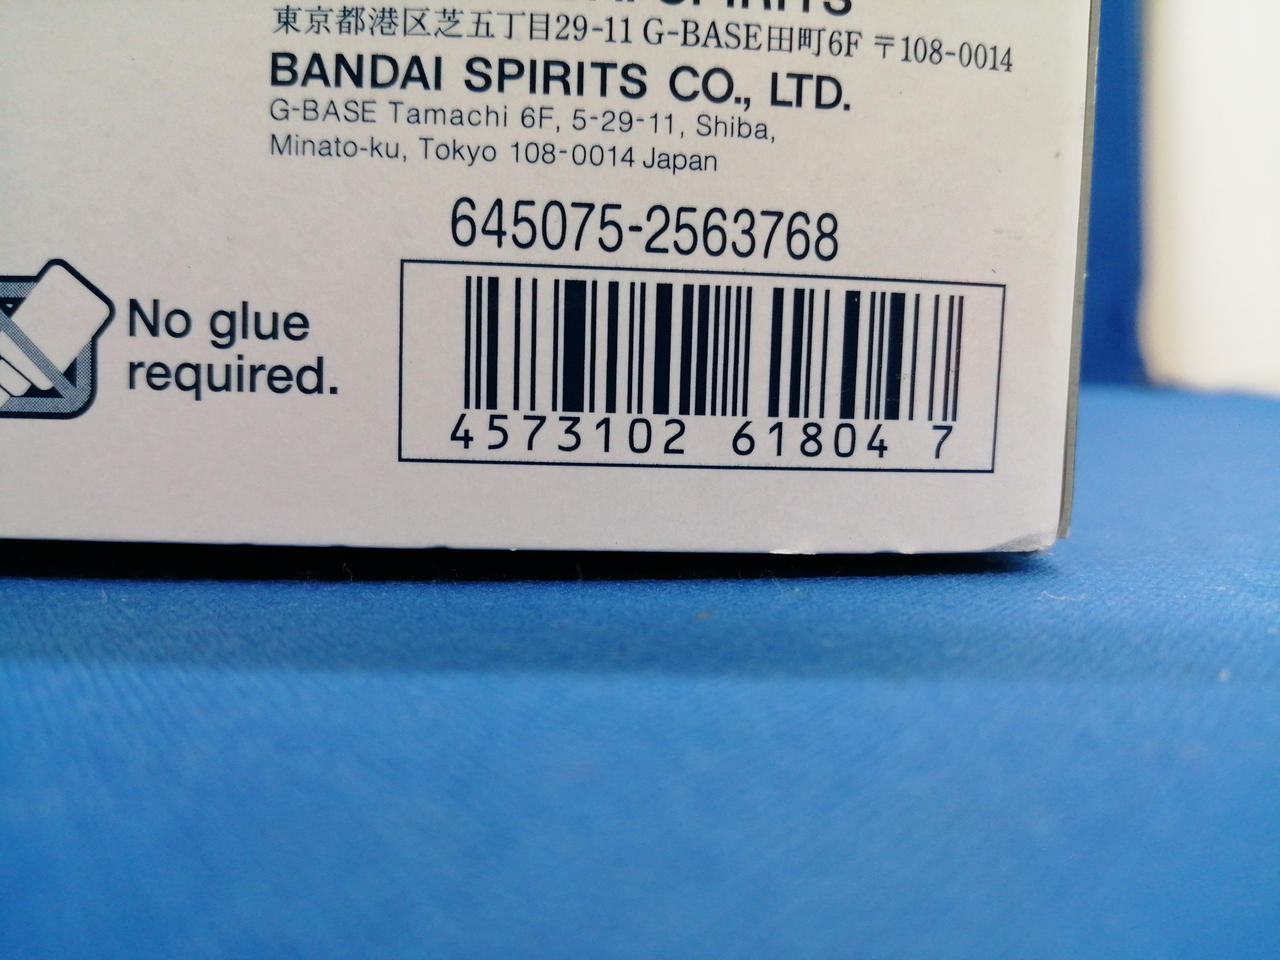 東京都港区芝五丁目29-11 G-BASE田町6F 〒108-0014
BANDAI SPIRITS CO., LTD.
G-BASE Tamachi 6F, 5-29-11, Shiba,
Minato-ku, Tokyo 108-0014 Japan
645075-2563768
No glue
required.
4573102 61804 7